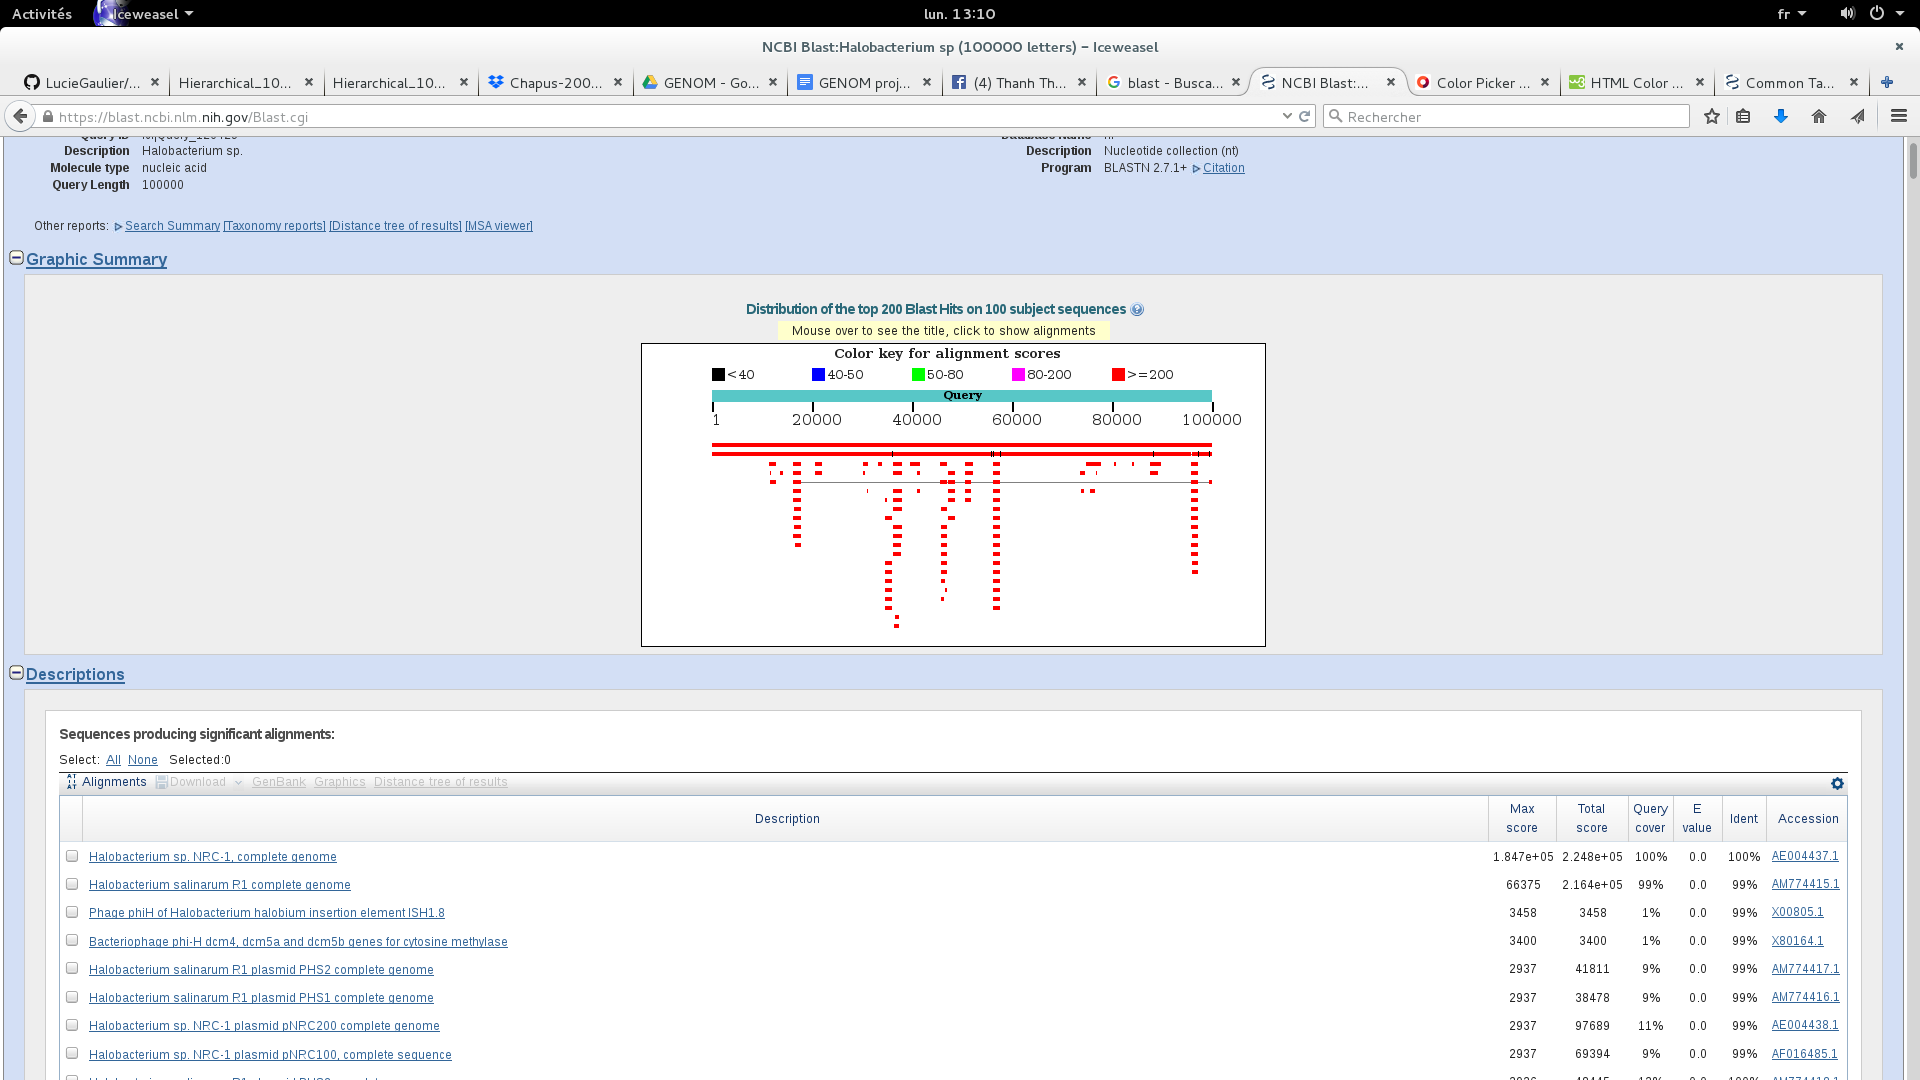 Activités Iceweasel lun. 13:10 fr
NCBI Blast:Halobacterium sp (100000 letters) - Iceweasel
LucieGaulier/... Hierarchical_10... Hierarchical_10... Chapus-200... GENOM - Go... GENOM proj... (4) Thanh Th... blast - Busca... NCBI Blast:... Color Picker ... HTML Color ... Common Ta...
https://blast.ncbi.nlm.nih.gov/Blast.cgi Rechercher
Description Halobacterium sp. Description Nucleotide collection (nt)
Molecule type nucleic acid Program BLASTN 2.7.1+ Citation
Query Length 100000
Other reports: Search Summary [Taxonomy reports] [Distance tree of results] [MSA viewer]
Graphic Summary
Distribution of the top 200 Blast Hits on 100 subject sequences
Mouse over to see the title, click to show alignments
Color key for alignment scores
<40 40-50 50-80 80-200 >=200
Query
1 20000 40000 60000 80000 100000
Descriptions
Sequences producing significant alignments:
Select: All None Selected:0
Alignments Download GenBank Graphics Distance tree of results
Description Max score Total score Query cover E value Ident Accession
Halobacterium sp. NRC-1, complete genome 1.847e+05 2.248e+05 100% 0.0 100% AE004437.1
Halobacterium salinarum R1 complete genome 66375 2.164e+05 99% 0.0 99% AM774415.1
Phage phiH of Halobacterium halobium insertion element ISH1.8 3458 3458 1% 0.0 99% X00805.1
Bacteriophage phi-H dcm4, dcm5a and dcm5b genes for cytosine methylase 3400 3400 1% 0.0 99% X80164.1
Halobacterium salinarum R1 plasmid PHS2 complete genome 2937 41811 9% 0.0 99% AM774417.1
Halobacterium salinarum R1 plasmid PHS1 complete genome 2937 38478 9% 0.0 99% AM774416.1
Halobacterium sp. NRC-1 plasmid pNRC200 complete genome 2937 97689 11% 0.0 99% AE004438.1
Halobacterium sp. NRC-1 plasmid pNRC100, complete sequence 2937 69394 9% 0.0 99% AF016485.1